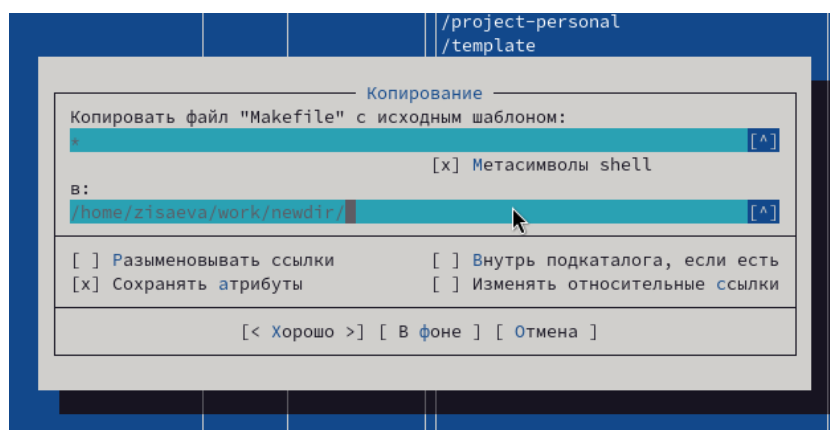 /project-personal
/template
Копирование
Копировать файл "Makefile" с исходным шаблоном:
* [^]
[x] Метасимволы shell
в:
/home/zisaeva/work/newdir/ [^]
[ ] Разыменовывать ссылки [ ] Внутрь подкаталога, если есть
[x] Сохранять атрибуты [ ] Изменять относительные ссылки
[< Хорошо >] [ В фоне ] [ Отмена ]